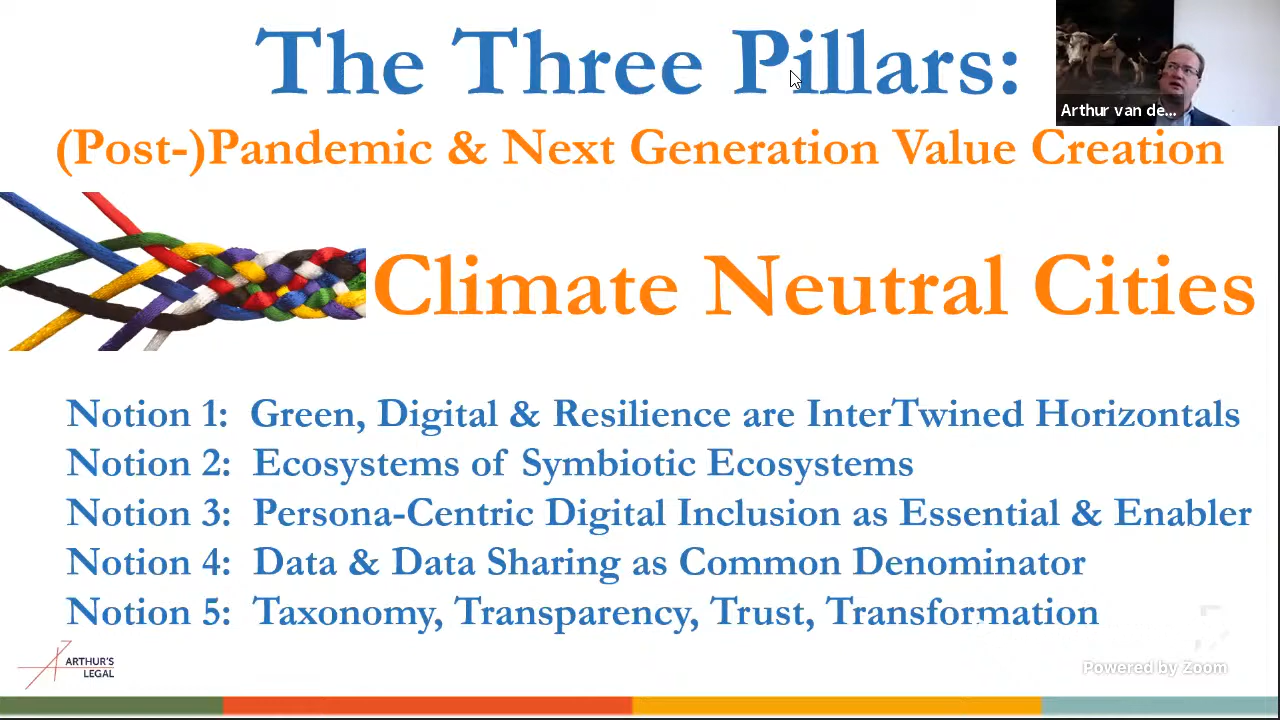 The Three Pillars:
Arthur van de...
(Post-)Pandemic & Next Generation Value Creation
Climate Neutral Cities
Notion 1: Green, Digital & Resilience are InterTwined Horizontals
Notion 2: Ecosystems of Symbiotic Ecosystems
Notion 3: Persona-Centric Digital Inclusion as Essential & Enabler
Notion 4: Data & Data Sharing as Common Denominator
Notion 5: Taxonomy, Transparency, Trust, Transformation
ARTHUR'S
LEGAL
Powered by Zoom